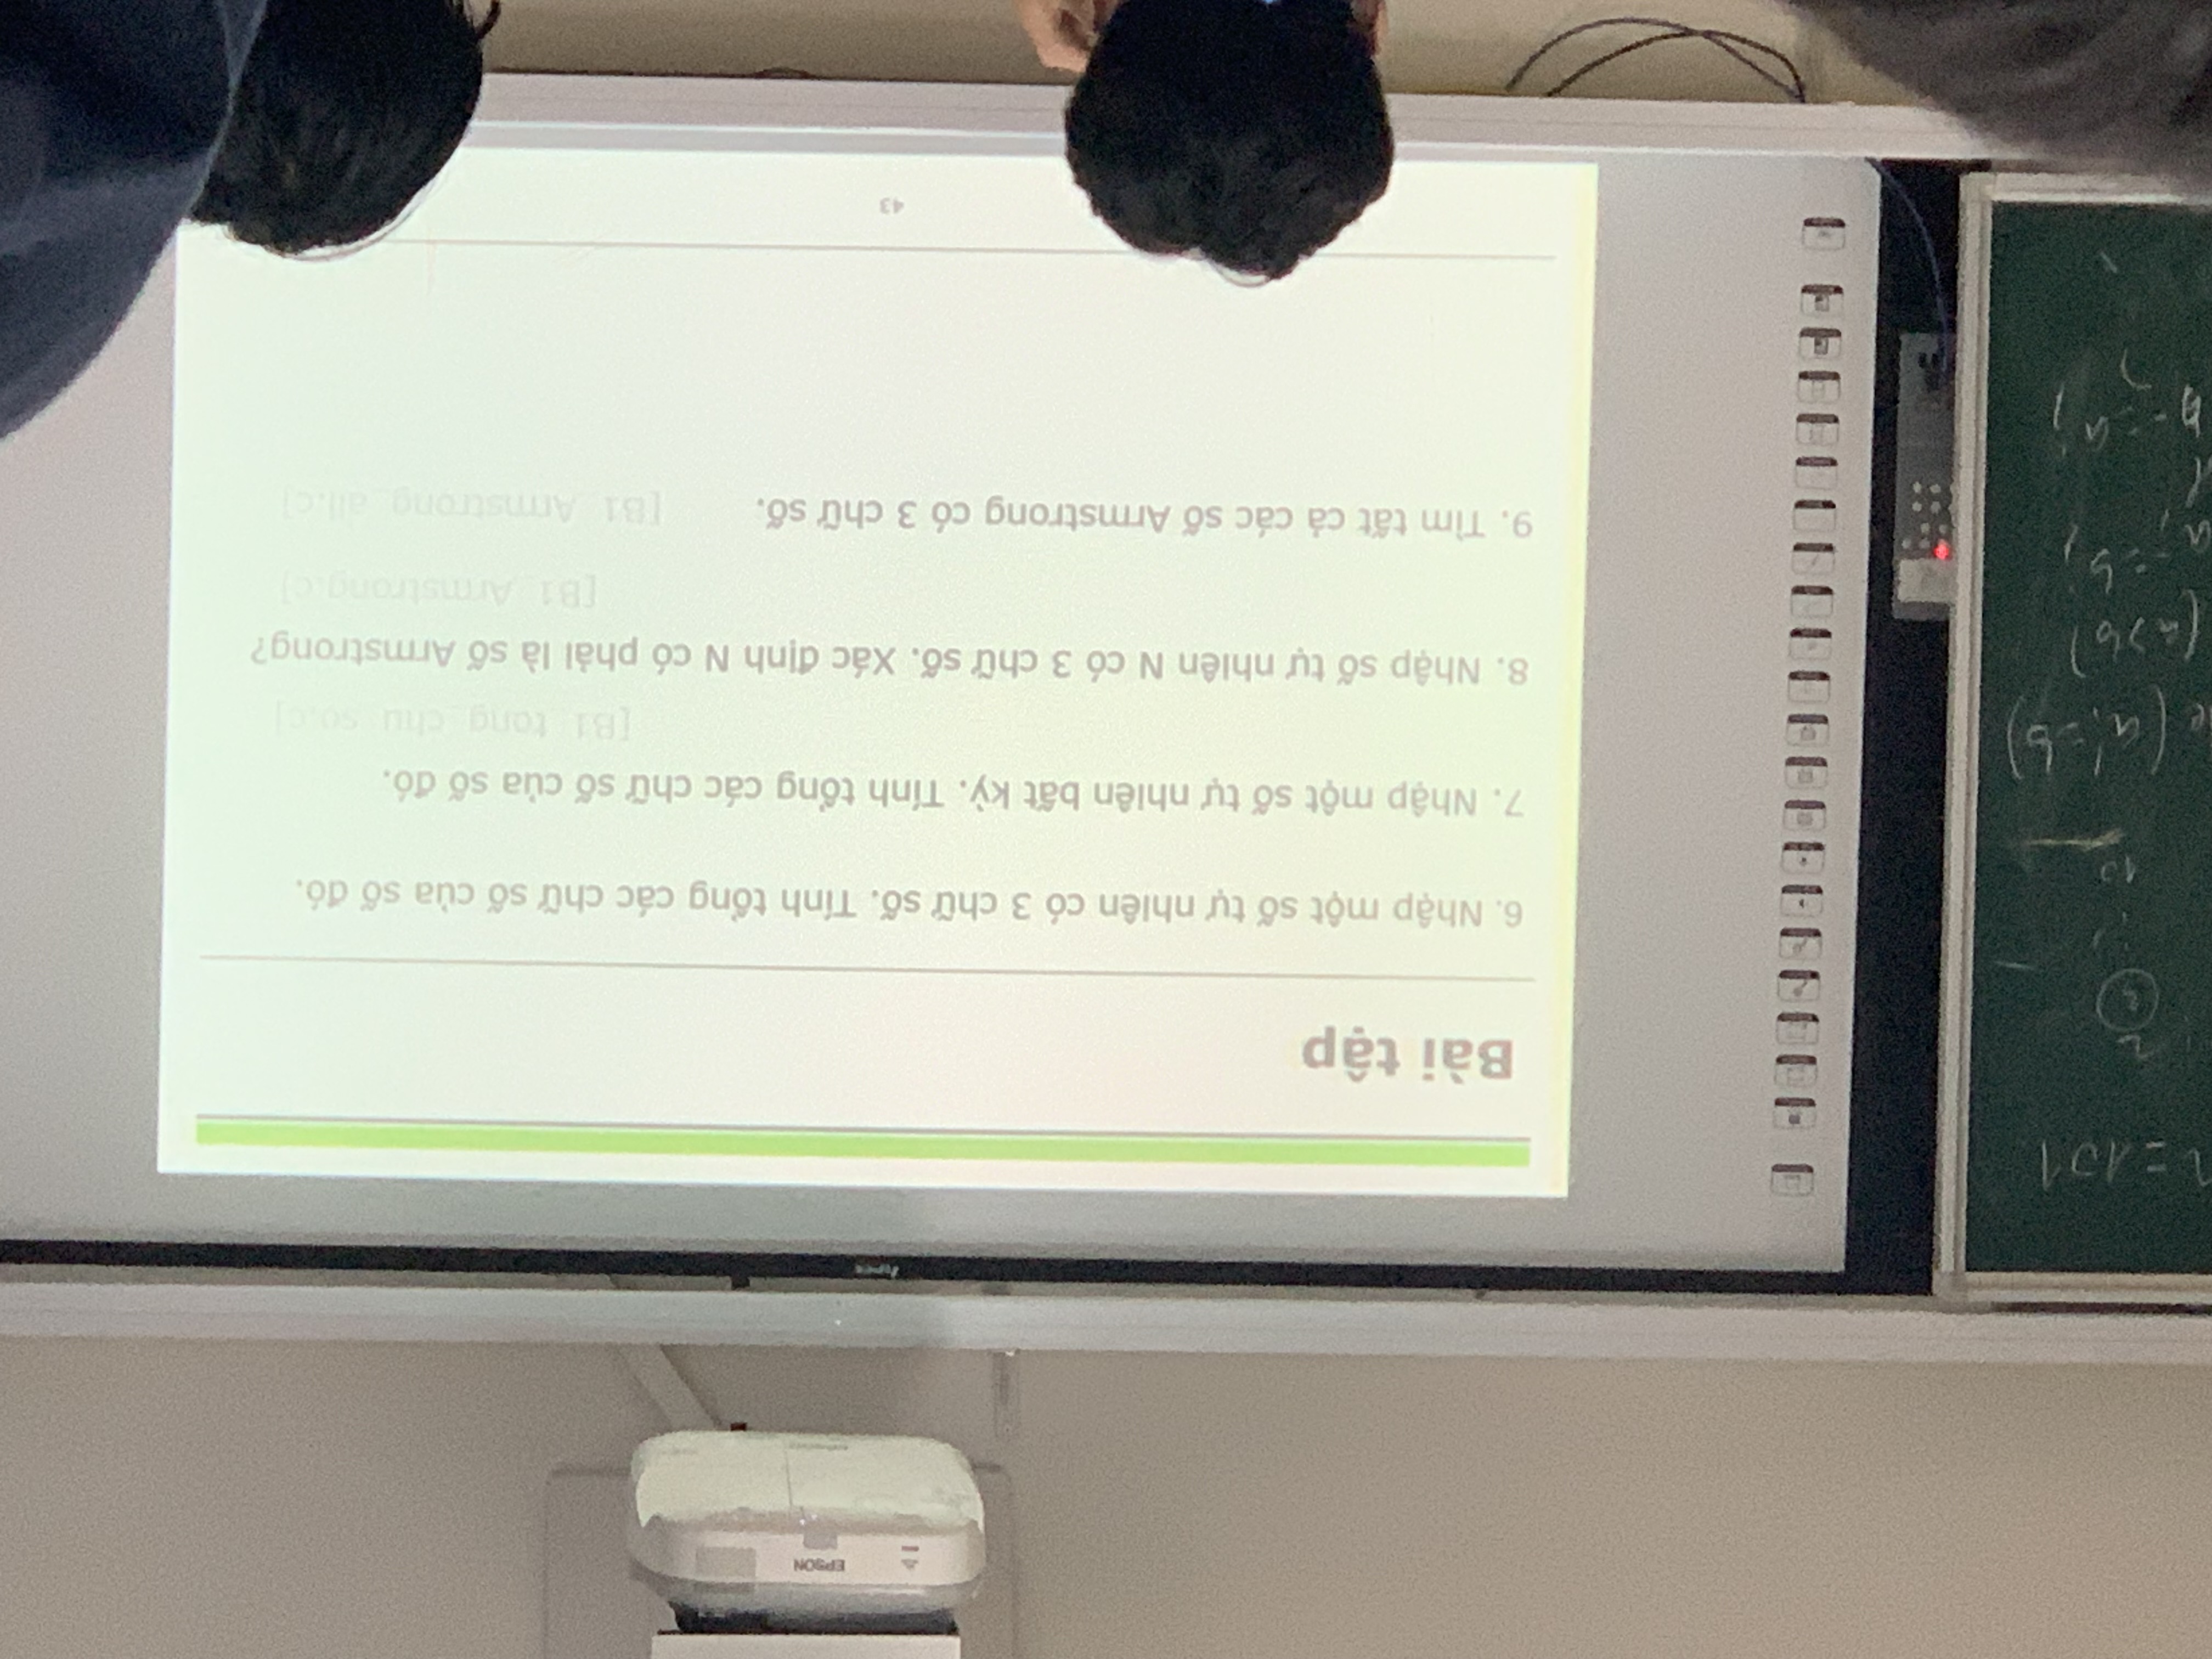 EPSON
=101
2
3
10
(a!=b)
(a>b)
a-=b;
b-=a;
Bài tập
6. Nhập một số tự nhiên có 3 chữ số. Tính tổng các chữ số của số đó.
7. Nhập một số tự nhiên bất kỳ. Tính tổng các chữ số của số đó.
[B1_tong_chu_so.c]
8. Nhập số tự nhiên N có 3 chữ số. Xác định N có phải là số Armstrong?
[B1_Armstrong.c]
9. Tìm tất cả các số Armstrong có 3 chữ số. [B1_Armstrong_all.c]
43